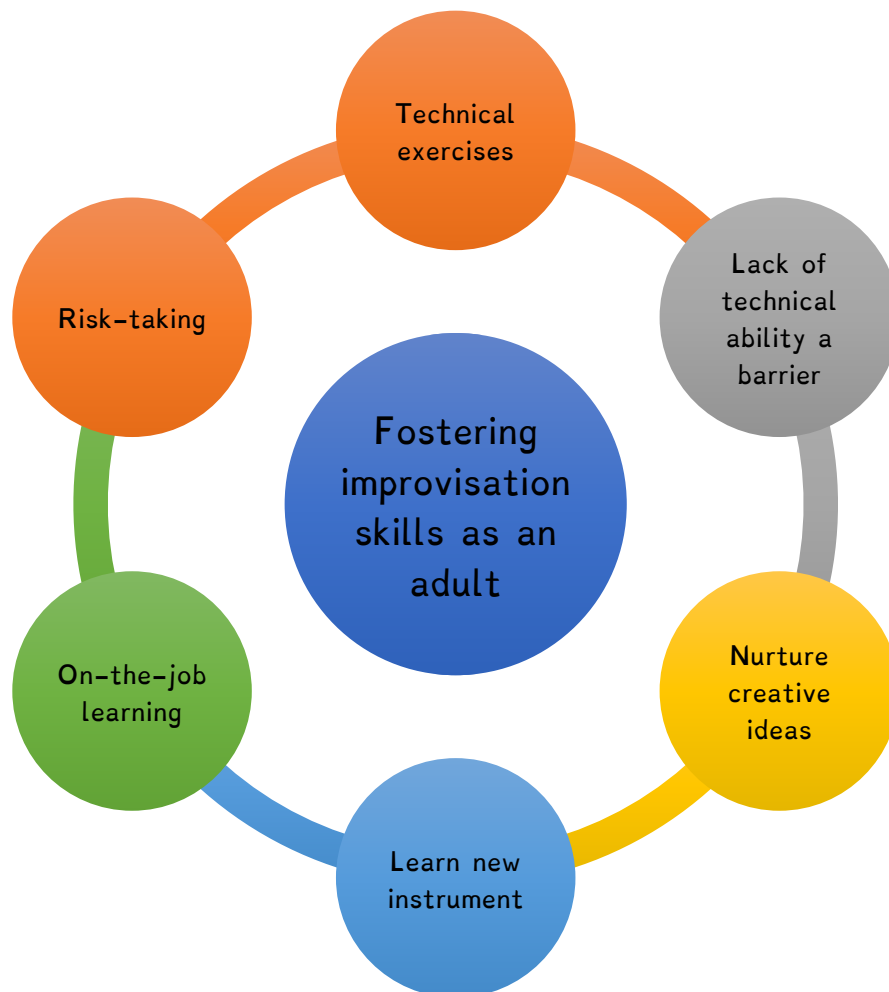 Technical
exercises
Lack of
technical
ability a
barrier
Nurture
creative
ideas
Learn new
instrument
On-the-job
learning
Risk-taking
Fostering
improvisation
skills as an
adult